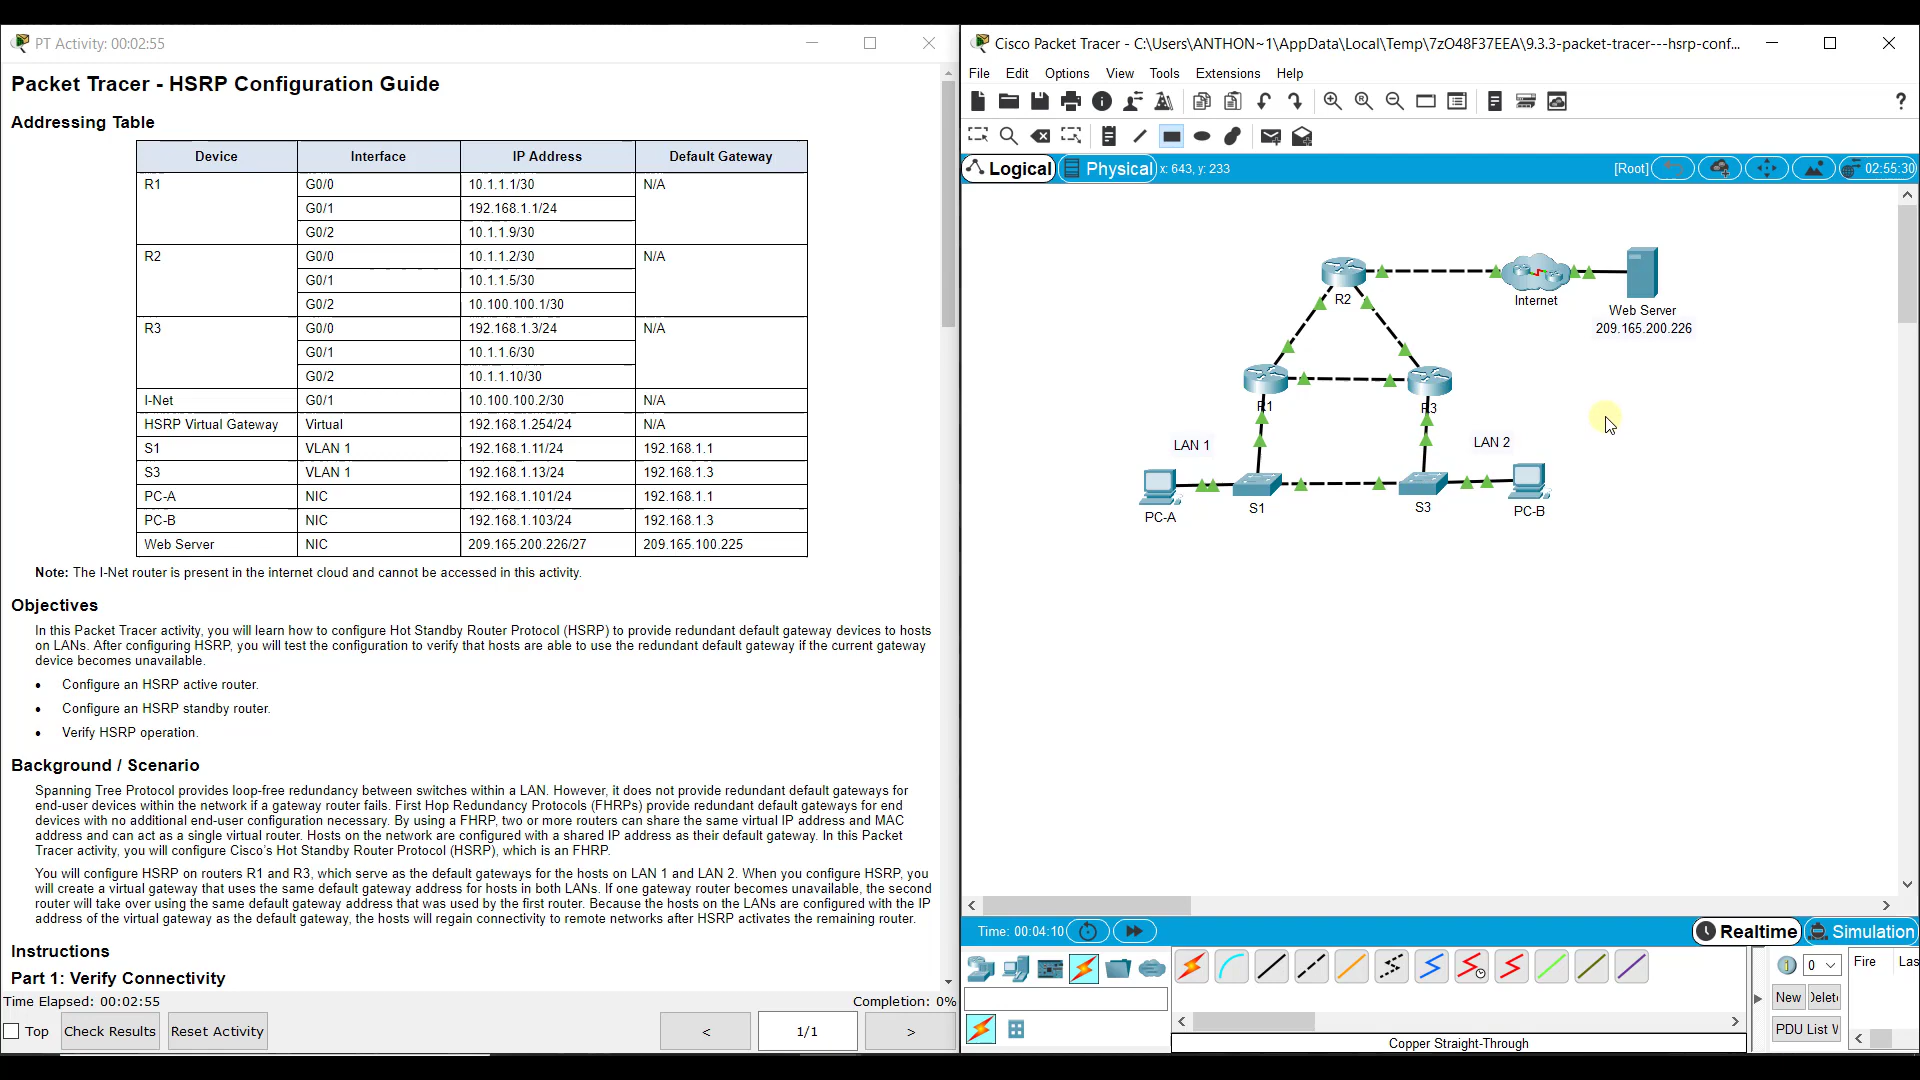 PT Activity: 00:02:55
Packet Tracer - HSRP Configuration Guide
Addressing Table
Device Interface IP Address Default Gateway
R1 G0/0 10.1.1.1/30 N/A
G0/1 192.168.1.1/24
G0/2 10.1.1.9/30
R2 G0/0 10.1.1.2/30 N/A
G0/1 10.1.1.5/30
G0/2 10.100.100.1/30
R3 G0/0 192.168.1.3/24 N/A
G0/1 10.1.1.6/30
G0/2 10.1.1.10/30
I-Net G0/1 10.100.100.2/30 N/A
HSRP Virtual Gateway Virtual 192.168.1.254/24 N/A
S1 VLAN 1 192.168.1.11/24 192.168.1.1
S3 VLAN 1 192.168.1.13/24 192.168.1.3
PC-A NIC 192.168.1.101/24 192.168.1.1
PC-B NIC 192.168.1.103/24 192.168.1.3
Web Server NIC 209.165.200.226/27 209.165.100.225
Note: The I-Net router is present in the internet cloud and cannot be accessed in this activity.
Objectives
In this Packet Tracer activity, you will learn how to configure Hot Standby Router Protocol (HSRP) to provide redundant default gateway devices to hosts
on LANs. After configuring HSRP, you will test the configuration to verify that hosts are able to use the redundant default gateway if the current gateway
device becomes unavailable.
• Configure an HSRP active router.
• Configure an HSRP standby router.
• Verify HSRP operation.
Background / Scenario
Spanning Tree Protocol provides loop-free redundancy between switches within a LAN. However, it does not provide redundant default gateways for
end-user devices within the network if a gateway router fails. First Hop Redundancy Protocols (FHRPs) provide redundant default gateways for end
devices with no additional end-user configuration necessary. By using a FHRP, two or more routers can share the same virtual IP address and MAC
address and can act as a single virtual router. Hosts on the network are configured with a shared IP address as their default gateway. In this Packet
Tracer activity, you will configure Cisco's Hot Standby Router Protocol (HSRP), which is an FHRP.
You will configure HSRP on routers R1 and R3, which serve as the default gateways for the hosts on LAN 1 and LAN 2. When you configure HSRP, you
will create a virtual gateway that uses the same default gateway address for hosts in both LANs. If one gateway router becomes unavailable, the second
router will take over using the same default gateway address that was used by the first router. Because the hosts on the LANs are configured with the IP
address of the virtual gateway as the default gateway, the hosts will regain connectivity to remote networks after HSRP activates the remaining router.
Instructions
Part 1: Verify Connectivity
Time Elapsed: 00:02:55 Completion: 0%
Top Check Results Reset Activity < 1/1 >
Cisco Packet Tracer - C:\Users\ANTHON~1\AppData\Local\Temp\7zO48F37EEA\9.3.3-packet-tracer---hsrp-conf...
File Edit Options View Tools Extensions Help
?
Logical Physical x: 643, y: 233 [Root] 02:55:30
R2
Internet
Web Server
209.165.200.226
R1
R3
LAN 1
LAN 2
PC-A
S1
S3
PC-B
Time: 00:04:10 Realtime Simulation
0 Fire Las
New Delet
PDU List W
Copper Straight-Through